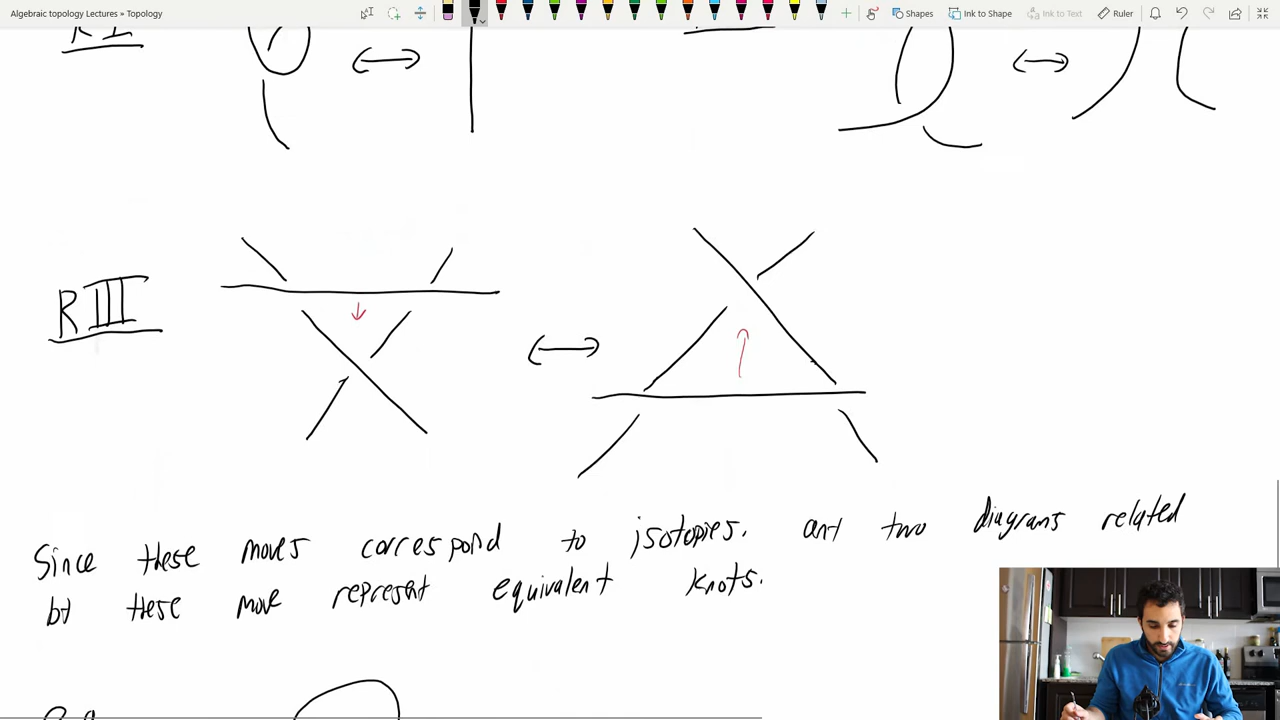 Algebraic topology Lectures » Topology
Shapes
Ink to Shape
Ink to Text
Ruler
R I
R III
Since these moves correspond to isotopies, any two diagrams related
by these move represent equivalent knots.